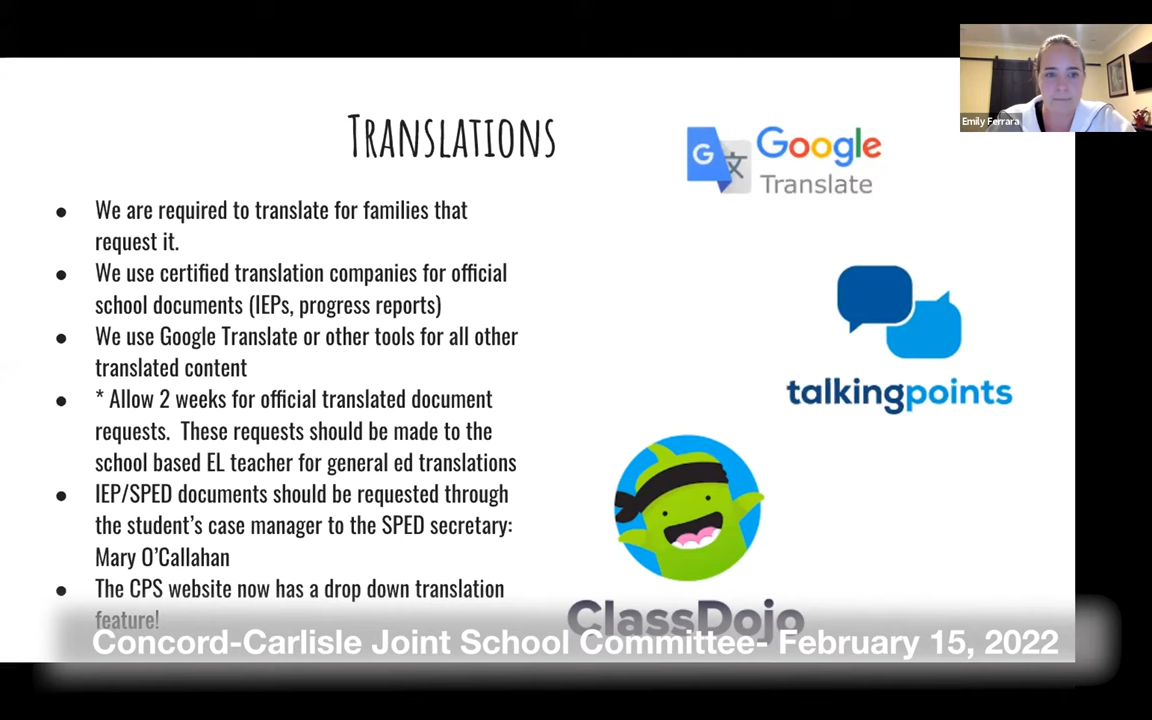 Emily Ferrara
TRANSLATIONS
Google
Translate
G 文
● We are required to translate for families that
request it.
● We use certified translation companies for official
school documents (IEPs, progress reports)
● We use Google Translate or other tools for all other
translated content
● * Allow 2 weeks for official translated document
requests. These requests should be made to the
school based EL teacher for general ed translations
● IEP/SPED documents should be requested through
the student's case manager to the SPED secretary:
Mary O'Callahan
● The CPS website now has a drop down translation
feature!
talkingpoints
ClassDojo
Concord-Carlisle Joint School Committee- February 15, 2022